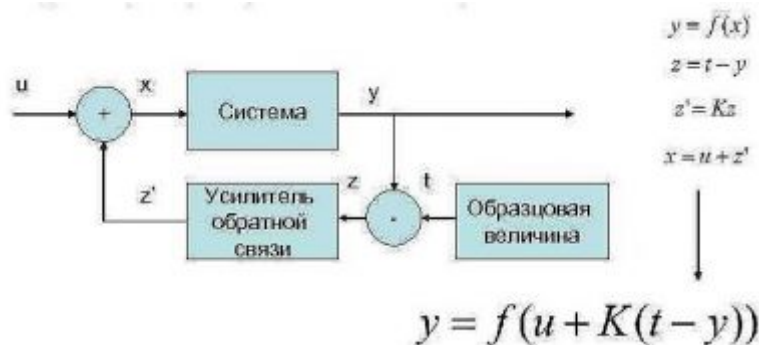 y = f(x)
z = t – y
z' = Kz
x = u + z'
u
x
y
+
Система
z'
z
t
-
Усилитель
обратной
связи
Образцовая
величина
y = f(u + K(t – y))